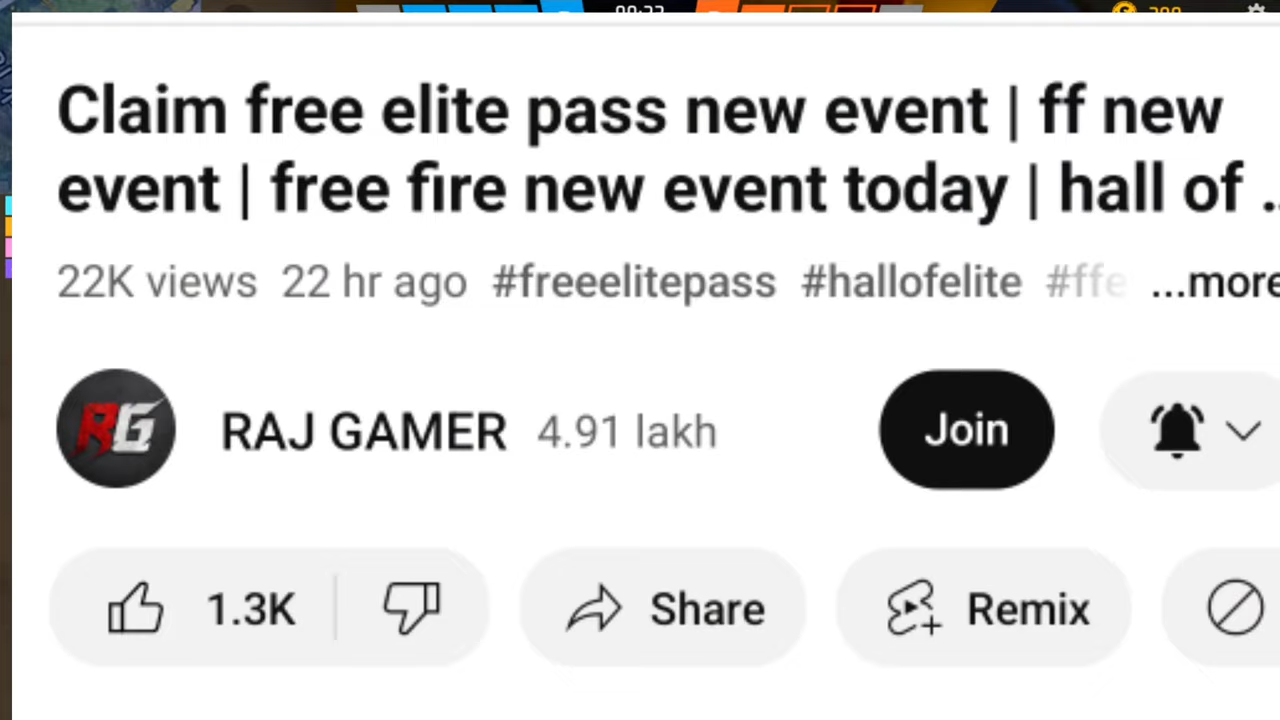 Claim free elite pass new event | ff new
event | free fire new event today | hall of ..
22K views 22 hr ago #freeelitepass #hallofelite #ffe ...more
RG RAJ GAMER 4.91 lakh Join
1.3K Share Remix